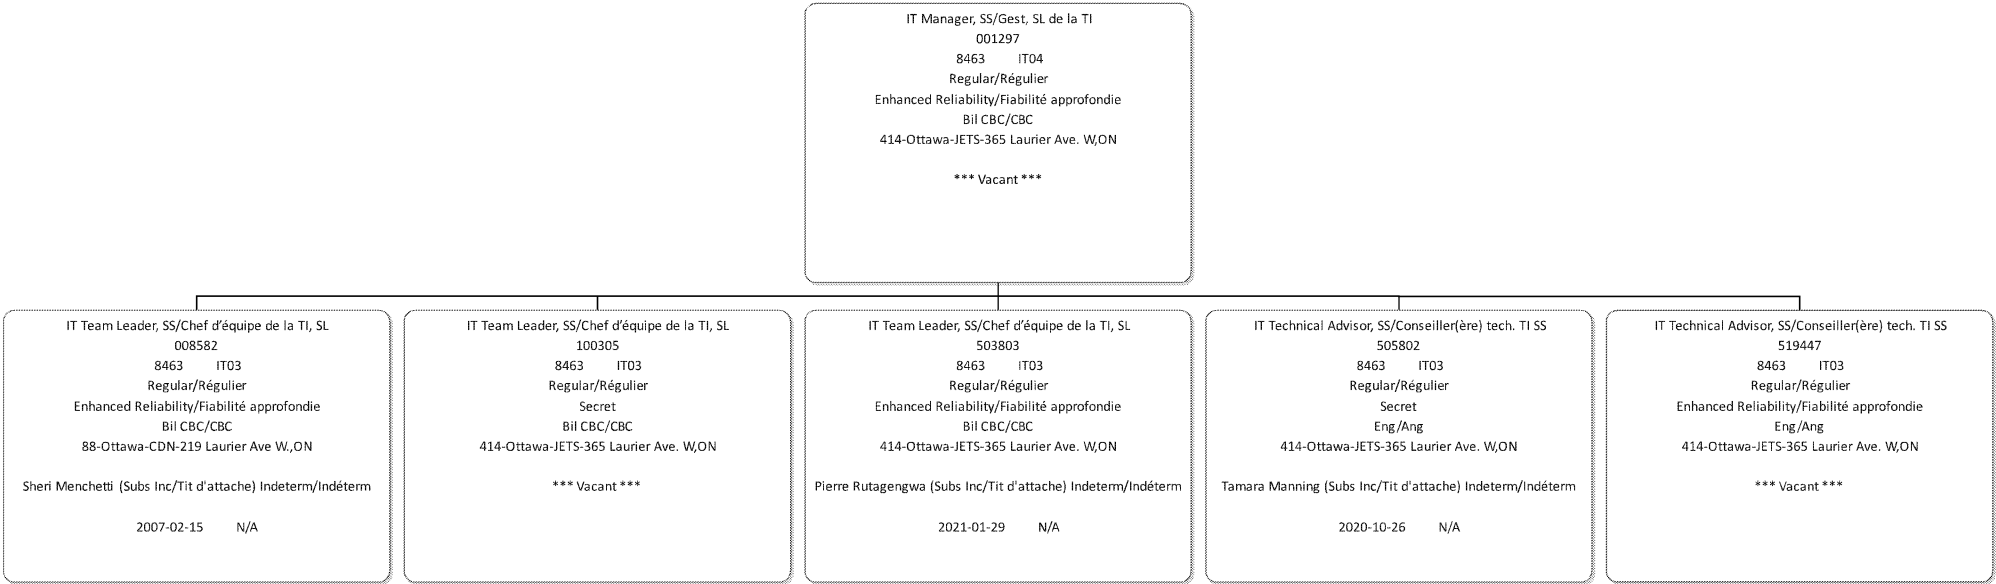 IT Manager, SS/Gest, SL de la TI
001297
8463 IT04
Regular/Régulier
Enhanced Reliability/Fiabilité approfondie
Bil CBC/CBC
414-Ottawa-JETS-365 Laurier Ave. W,ON
*** Vacant ***
IT Team Leader, SS/Chef d'équipe de la TI, SL
008582
8463 IT03
Regular/Régulier
Enhanced Reliability/Fiabilité approfondie
Bil CBC/CBC
88-Ottawa-CDN-219 Laurier Ave W.,ON
Sheri Menchetti (Subs Inc/Tit d'attache) Indeterm/Indéterm
2007-02-15 N/A
IT Team Leader, SS/Chef d'équipe de la TI, SL
100305
8463 IT03
Regular/Régulier
Secret
Bil CBC/CBC
414-Ottawa-JETS-365 Laurier Ave. W,ON
*** Vacant ***
IT Team Leader, SS/Chef d'équipe de la TI, SL
503803
8463 IT03
Regular/Régulier
Enhanced Reliability/Fiabilité approfondie
Bil CBC/CBC
414-Ottawa-JETS-365 Laurier Ave. W,ON
Pierre Rutagengwa (Subs Inc/Tit d'attache) Indeterm/Indéterm
2021-01-29 N/A
IT Technical Advisor, SS/Conseiller(ère) tech. TI SS
505802
8463 IT03
Regular/Régulier
Secret
Eng/Ang
414-Ottawa-JETS-365 Laurier Ave. W,ON
Tamara Manning (Subs Inc/Tit d'attache) Indeterm/Indéterm
2020-10-26 N/A
IT Technical Advisor, SS/Conseiller(ère) tech. TI SS
519447
8463 IT03
Regular/Régulier
Enhanced Reliability/Fiabilité approfondie
Eng/Ang
414-Ottawa-JETS-365 Laurier Ave. W,ON
*** Vacant ***